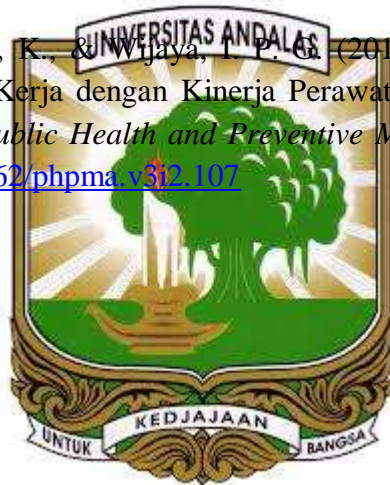 UNIVERSITAS ANDALAS
K., & Wijaya, I. P. G. (201
Kerja dengan Kinerja Perawat
ublic Health and Preventive M
62/phpma.v3i2.107
UNTUK KEDJAJAAN BANGSA